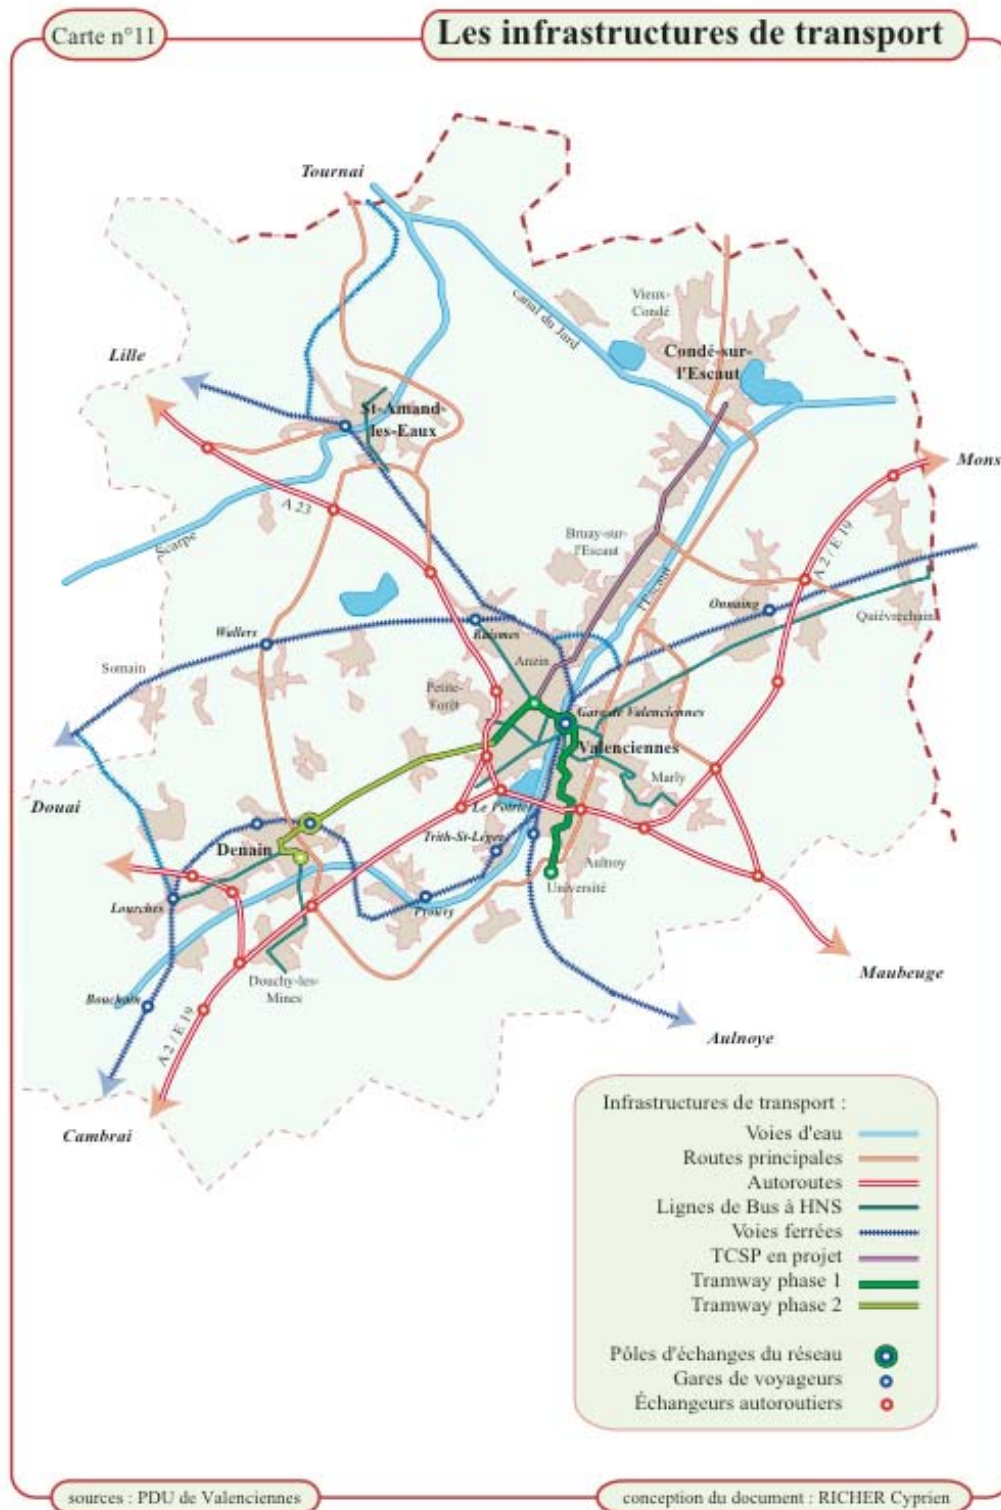 Carte n°11
Les infrastructures de transport
Tournai
Vieux-
Condé
Canal du Jard
Condé-sur-
l'Escaut
Lille
St-Amand-
les-Eaux
Mons
A 23
Scarpe
Bruay-sur-
l'Escaut
A 2 / E 19
l'Escaut
Onnaing
Quiévrechain
Wallers
Raismes
Somain
Anzin
Petite-
Forêt
Gare de Valenciennes
Valenciennes
Marly
Douai
Le Poirier
Trith-St-Léger
Denain
Aulnoy
Université
Lourches
Prouvy
Douchy-les-
Mines
Maubeuge
Bouchain
A 2 / E 19
Aulnoye
Cambrai
Infrastructures de transport :
Voies d'eau
Routes principales
Autoroutes
Lignes de Bus à HNS
Voies ferrées
TCSP en projet
Tramway phase 1
Tramway phase 2
Pôles d'échanges du réseau
Gares de voyageurs
Échangeurs autoroutiers
sources : PDU de Valenciennes
conception du document : RICHER Cyprien